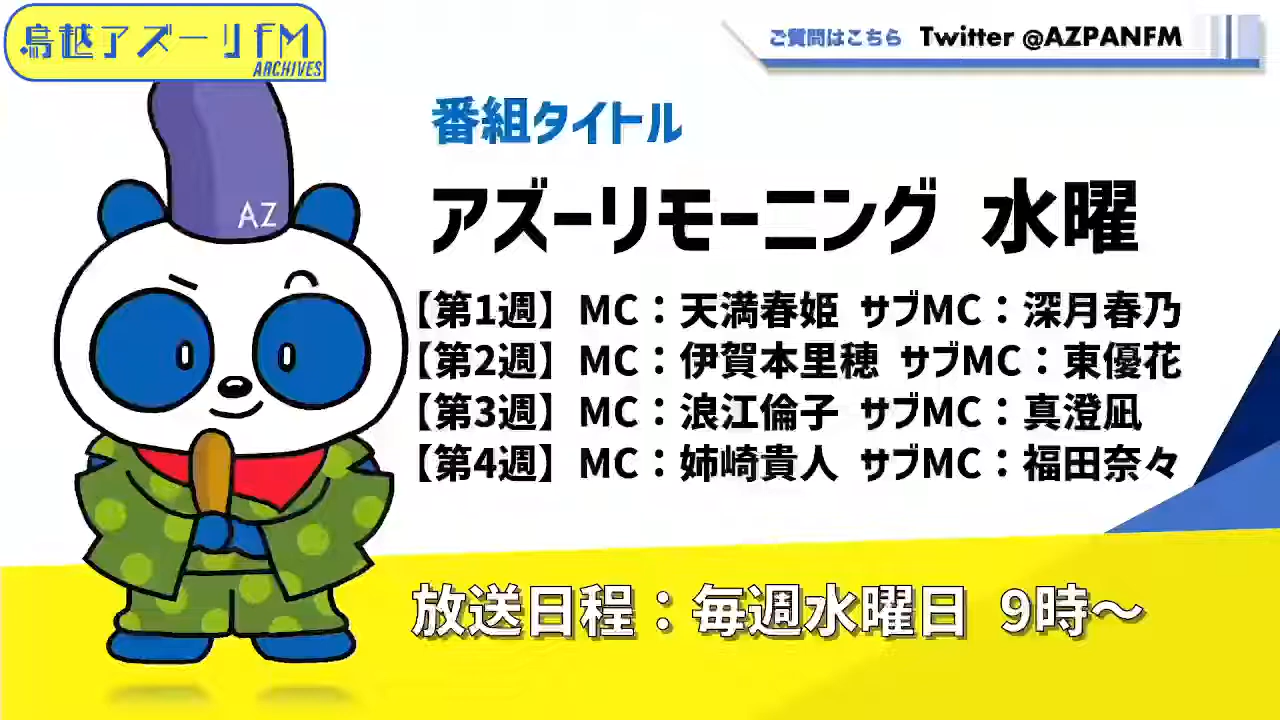 鳥越アズーリFM
ARCHIVES
ご質問はこちら Twitter @AZPANFM
AZ
番組タイトル
アズーリモーニング 水曜
【第1週】MC:天満春姫 サブMC:深月春乃
【第2週】MC:伊賀本里穂 サブMC:東優花
【第3週】MC:浪江倫子 サブMC:真澄凪
【第4週】MC:姉崎貴人 サブMC:福田奈々
放送日程:毎週水曜日 9時〜